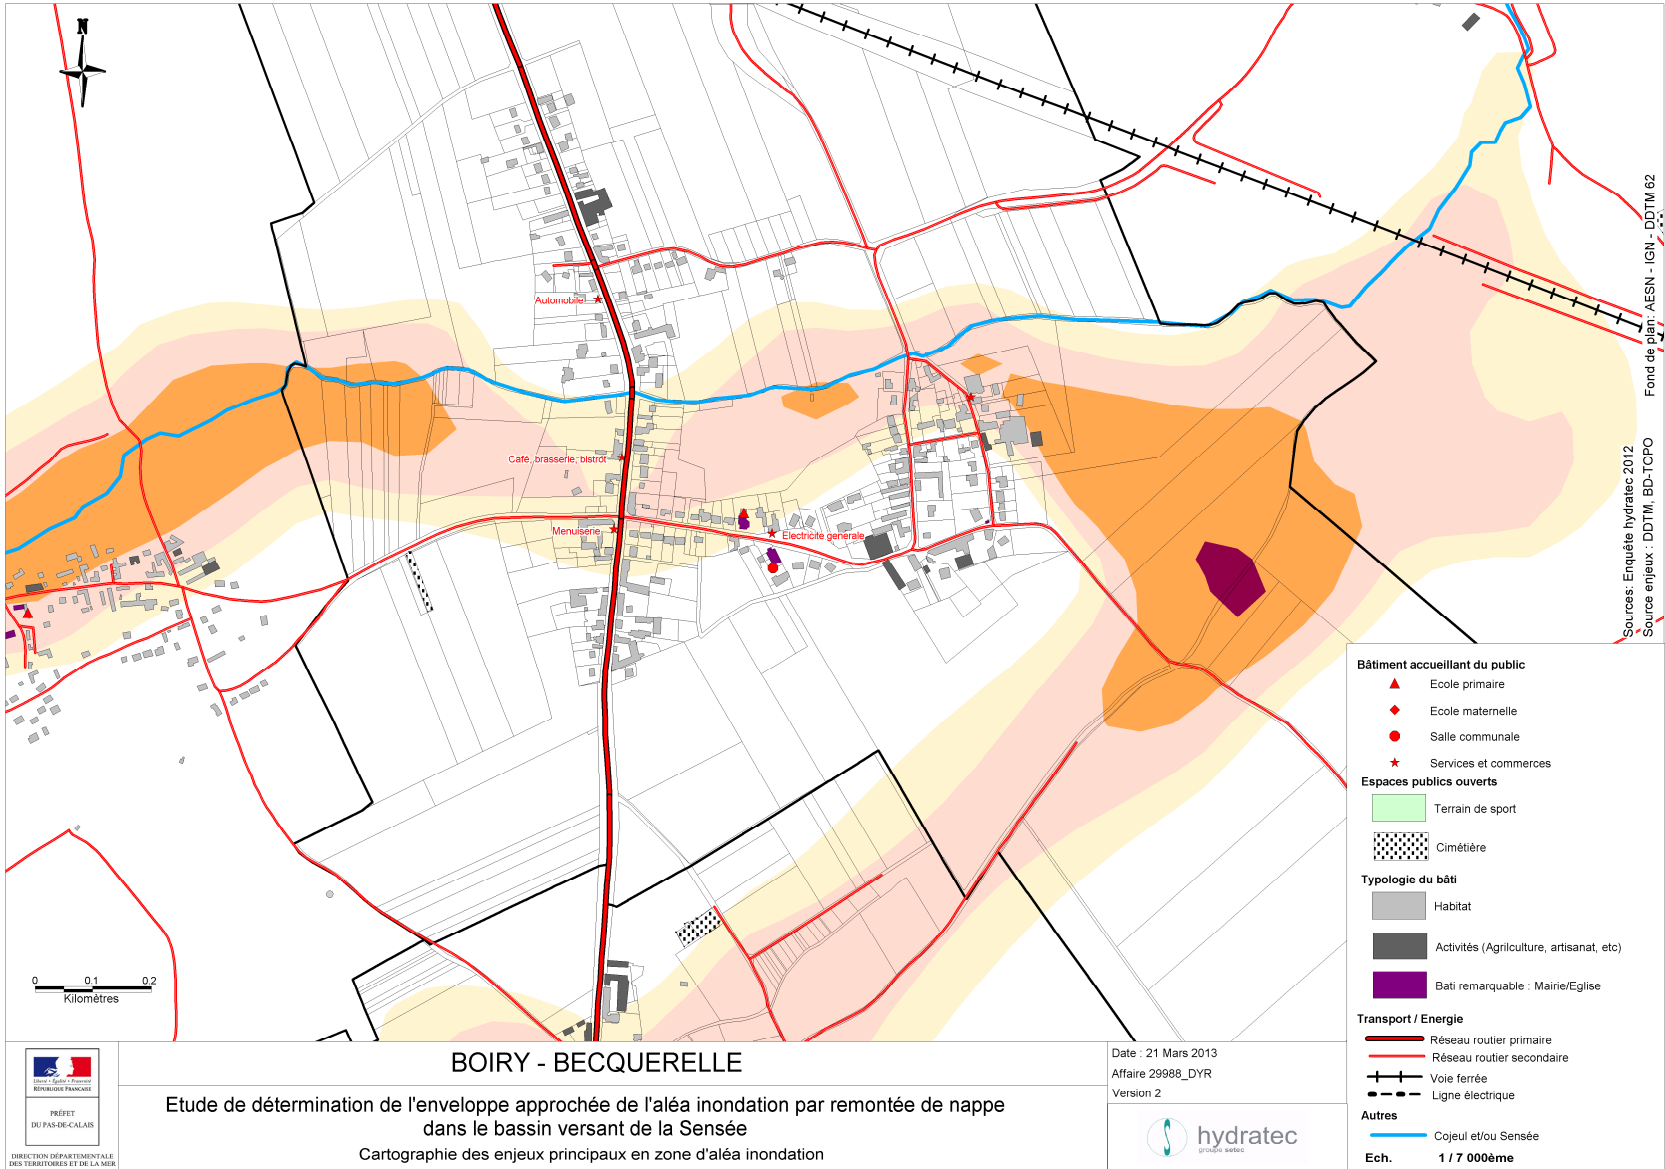 N
Automobile
Café, brasserie, bistrot
Menuiserie
Electricité generale
0 0.1 0.2
Kilomètres
Fond de plan: AESN - IGN - DDTM 62
Sources: Enquête hydratec 2012
Source enjeux : DDTM, BD-TCPO
Bâtiment accueillant du public
Ecole primaire
Ecole maternelle
Salle communale
Services et commerces
Espaces publics ouverts
Terrain de sport
Cimétière
Typologie du bâti
Habitat
Activités (Agrilculture, artisanat, etc)
Bati remarquable : Mairie/Eglise
Transport / Energie
Réseau routier primaire
Réseau routier secondaire
Voie ferrée
Ligne électrique
Autres
Cojeul et/ou Sensée
Ech. 1 / 7 000ème
Liberté • Égalité • Fraternité
RÉPUBLIQUE FRANÇAISE
PRÉFET
DU PAS-DE-CALAIS
DIRECTION DÉPARTEMENTALE
DES TERRITOIRES ET DE LA MER
BOIRY - BECQUERELLE
Etude de détermination de l'enveloppe approchée de l'aléa inondation par remontée de nappe
dans le bassin versant de la Sensée
Cartographie des enjeux principaux en zone d'aléa inondation
Date : 21 Mars 2013
Affaire 29988_DYR
Version 2
hydratec
groupe setec